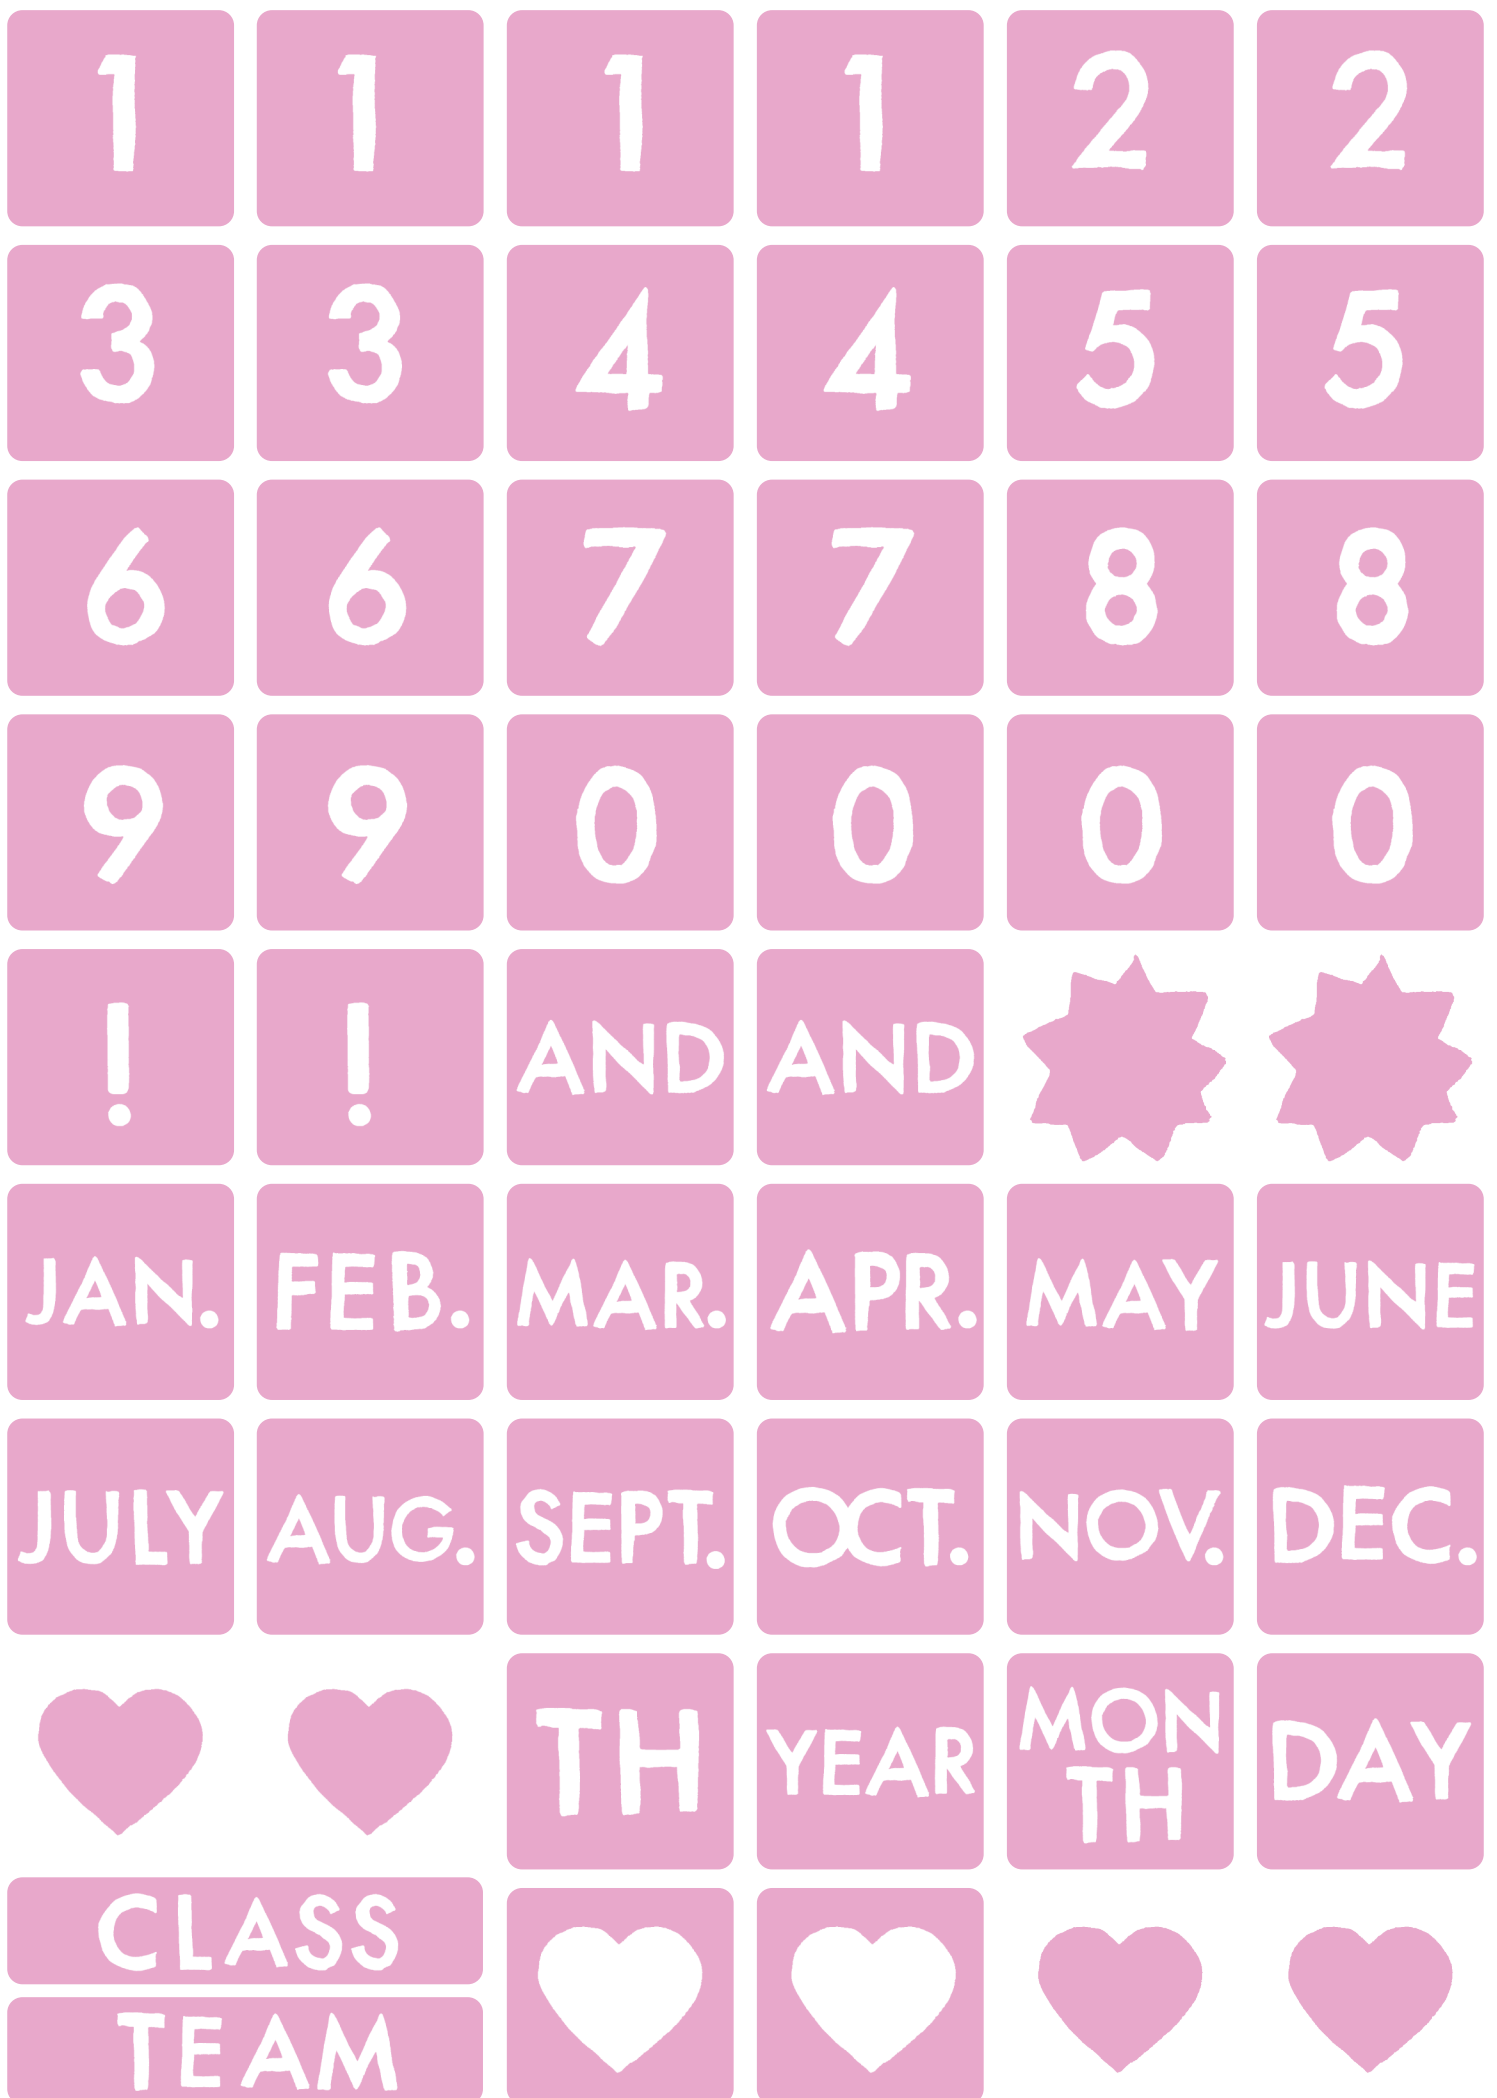 1 1 1 1 2 2
3 3 4 4 5 5
6 6 7 7 8 8
9 9 0 0 0 0
! ! AND AND
JAN. FEB. MAR. APR. MAY JUNE
JULY AUG. SEPT. OCT. NOV. DEC.
TH YEAR MON
TH DAY
CLASS
TEAM